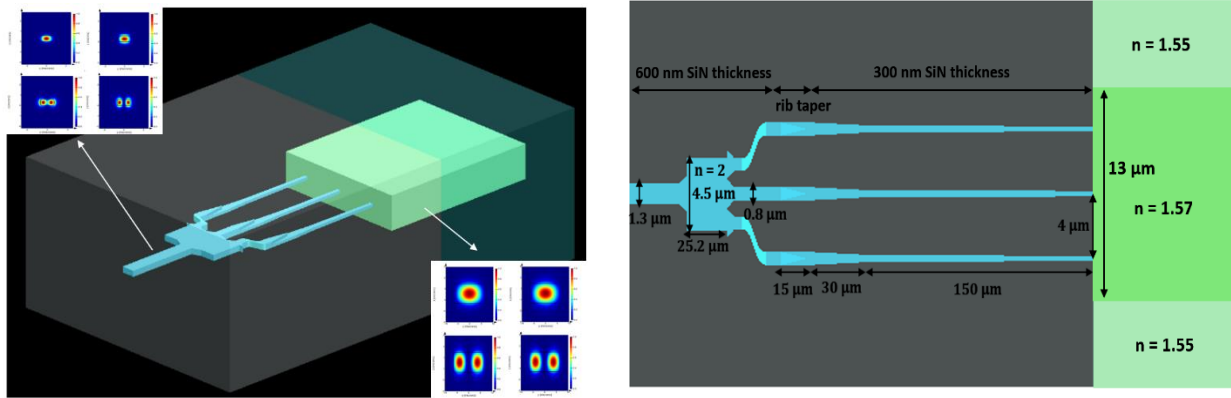 n = 1.55
600 nm SiN thickness
300 nm SiN thickness
rib taper
n = 2
4.5 µm
1.3 µm
0.8 µm
25.2 µm
13 µm
n = 1.57
4 µm
15 µm
30 µm
150 µm
n = 1.55